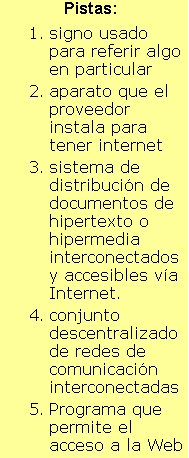 Pistas:
1. signo usado
para referir algo
en particular
2. aparato que el
proveedor
instala para
tener internet
3. sistema de
distribución de
documentos de
hipertexto o
hipermedia
interconectados
y accesibles vía
Internet.
4. conjunto
descentralizado
de redes de
comunicación
interconectadas
5. Programa que
permite el
acceso a la Web